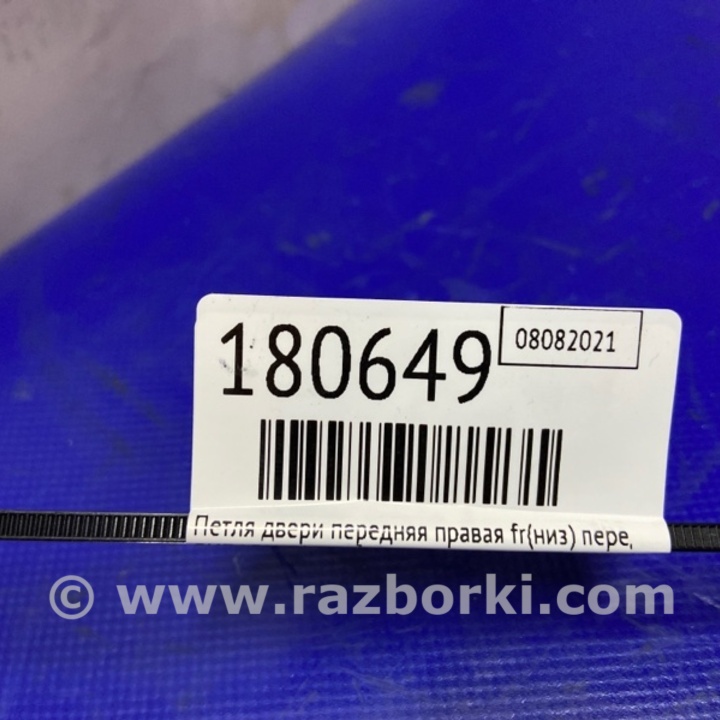 180649
08082021
Петля двери передняя правая fr(низ) пере,
© www.razborki.com